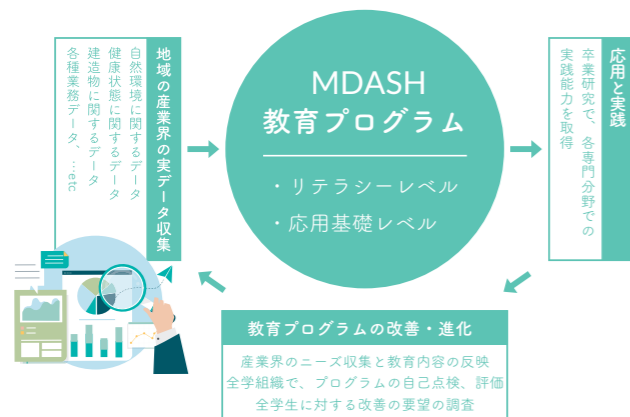 地域の産業界の実データ収集
自然環境に関するデータ
健康状態に関するデータ
建造物に関するデータ
各種業務データ、…etc
MDASH
教育プログラム
・リテラシーレベル
・応用基礎レベル
応用と実践
卒業研究で、各専門分野での
実践能力を取得
教育プログラムの改善・進化
産業界のニーズ収集と教育内容の反映
全学組織で、プログラムの自己点検、評価
全学生に対する改善の要望の調査